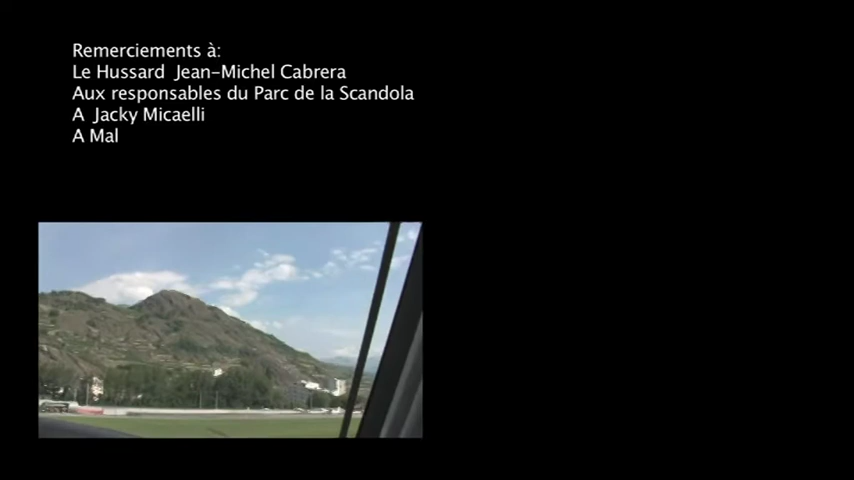 Remerciements à:
Le Hussard Jean-Michel Cabrera
Aux responsables du Parc de la Scandola
A Jacky Micaelli
A Mal